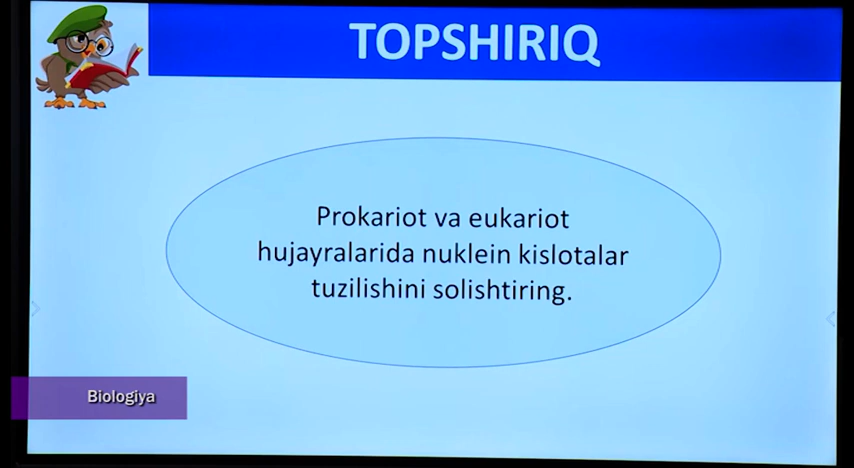 TOPSHIRIQ
Prokariot va eukariot
hujayralarida nuklein kislotalar
tuzilishini solishtiring.
Biologiya